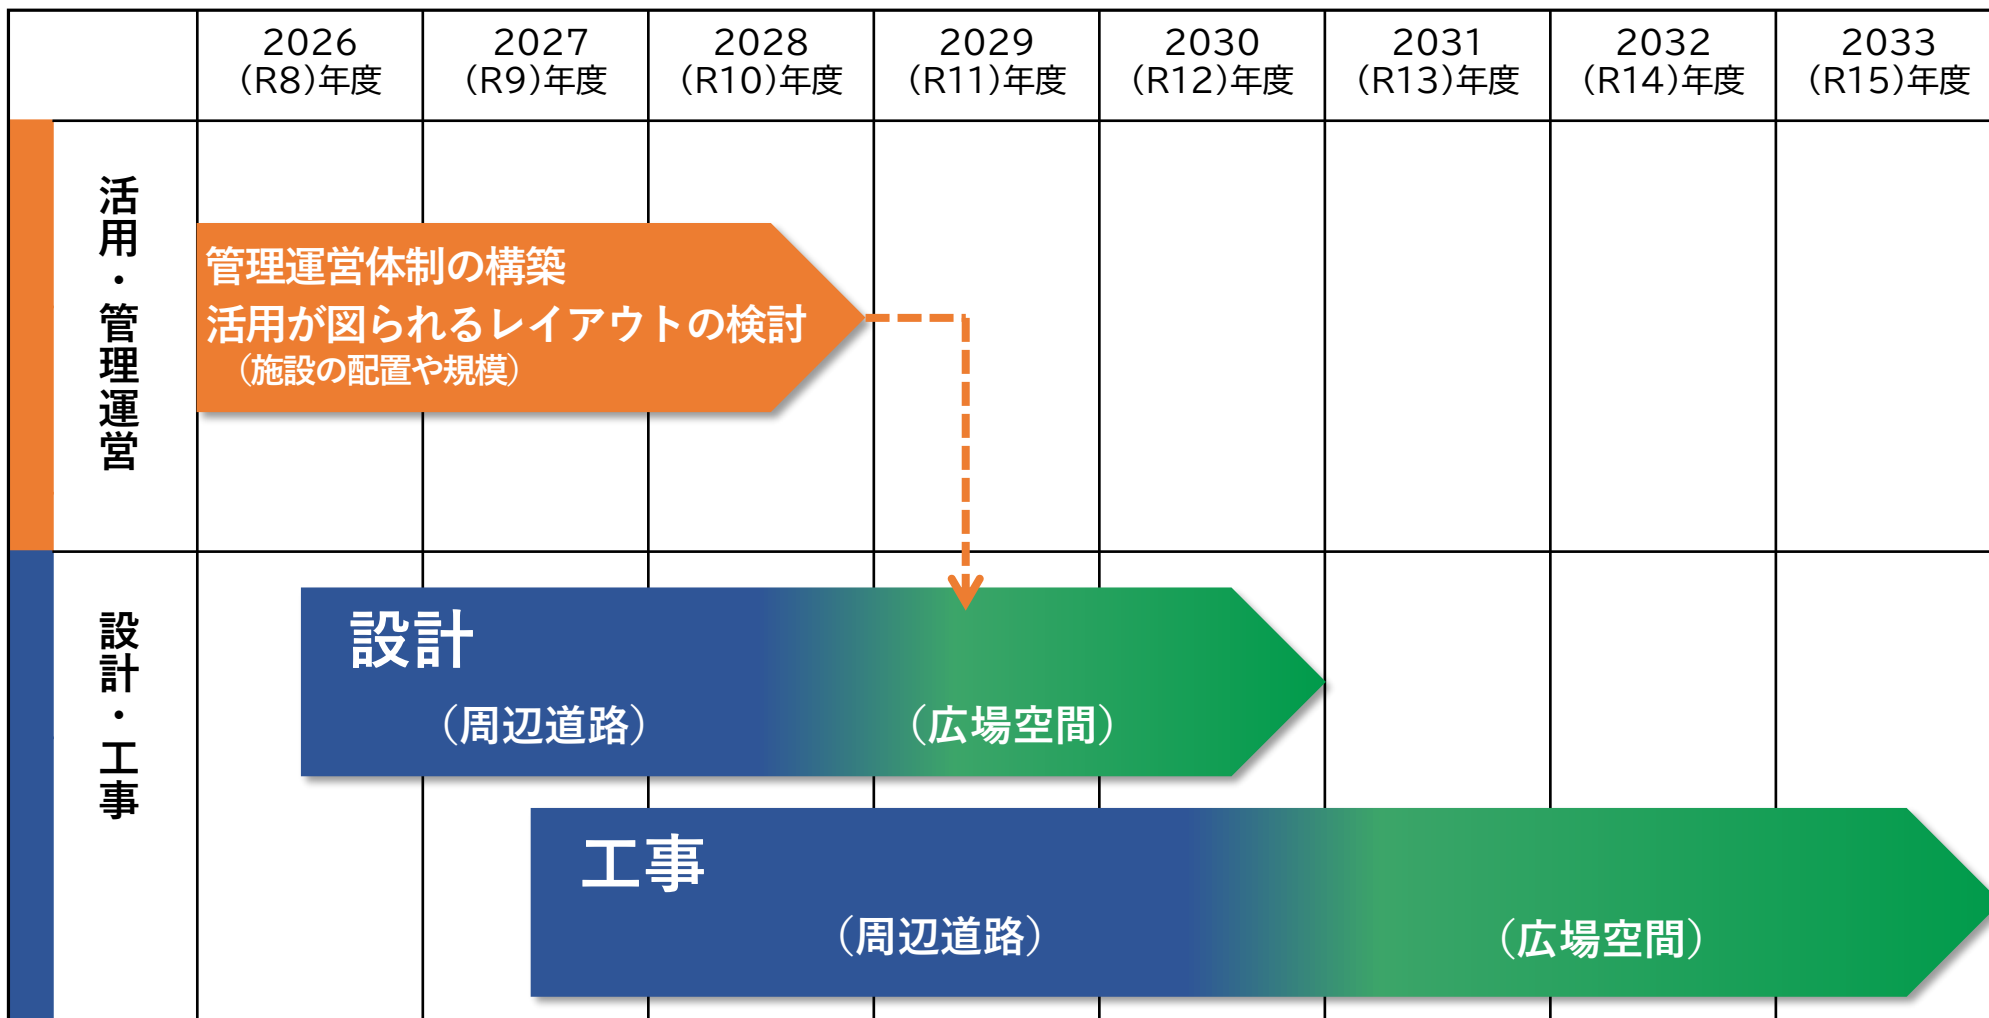 2026
(R8)年度
2027
(R9)年度
2028
(R10)年度
2029
(R11)年度
2030
(R12)年度
2031
(R13)年度
2032
(R14)年度
2033
(R15)年度
活用・管理運営
管理運営体制の構築
活用が図られるレイアウトの検討
（施設の配置や規模）
設計・工事
設計
（周辺道路）
（広場空間）
工事
（周辺道路）
（広場空間）